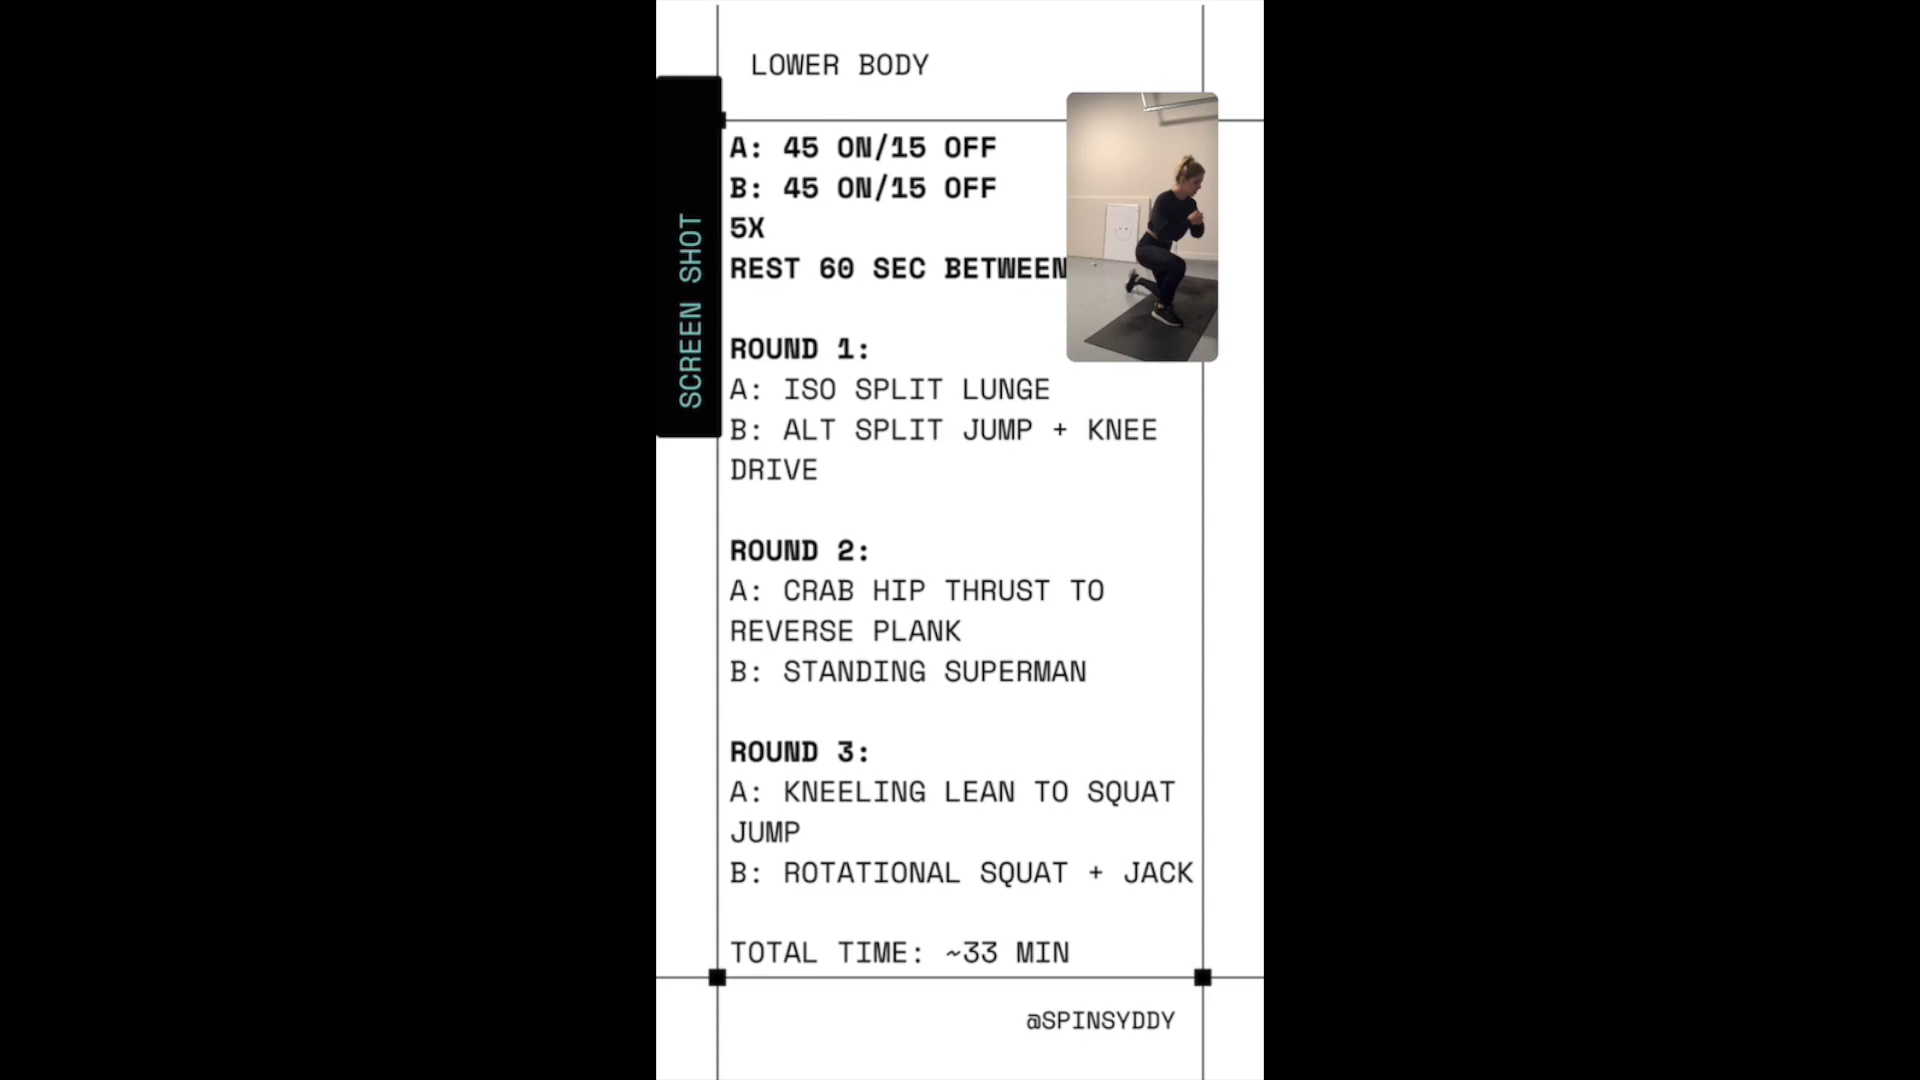 LOWER BODY
SCREEN SHOT
A: 45 ON/15 OFF
B: 45 ON/15 OFF
5X
REST 60 SEC BETWEEN
ROUND 1:
A: ISO SPLIT LUNGE
B: ALT SPLIT JUMP + KNEE
DRIVE
ROUND 2:
A: CRAB HIP THRUST TO
REVERSE PLANK
B: STANDING SUPERMAN
ROUND 3:
A: KNEELING LEAN TO SQUAT
JUMP
B: ROTATIONAL SQUAT + JACK
TOTAL TIME: ~33 MIN
@SPINSYDDY